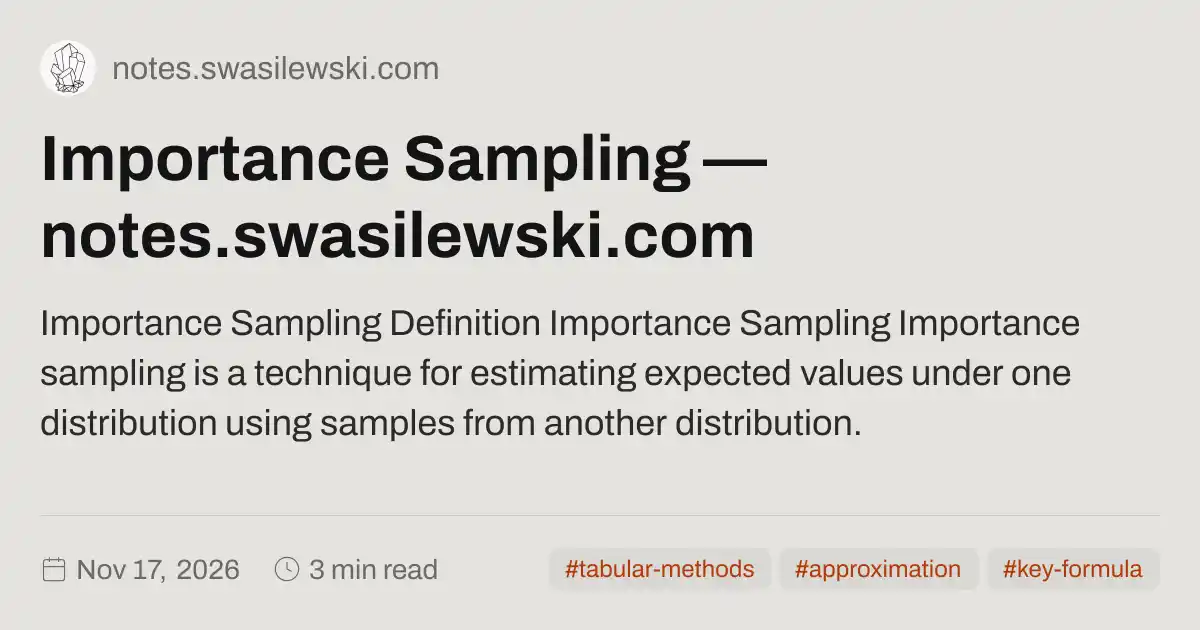 notes.swasilewski.com
Importance Sampling —
notes.swasilewski.com
Importance Sampling Definition Importance Sampling Importance
sampling is a technique for estimating expected values under one
distribution using samples from another distribution.
Nov 17, 2026
3 min read
#tabular-methods
#approximation
#key-formula